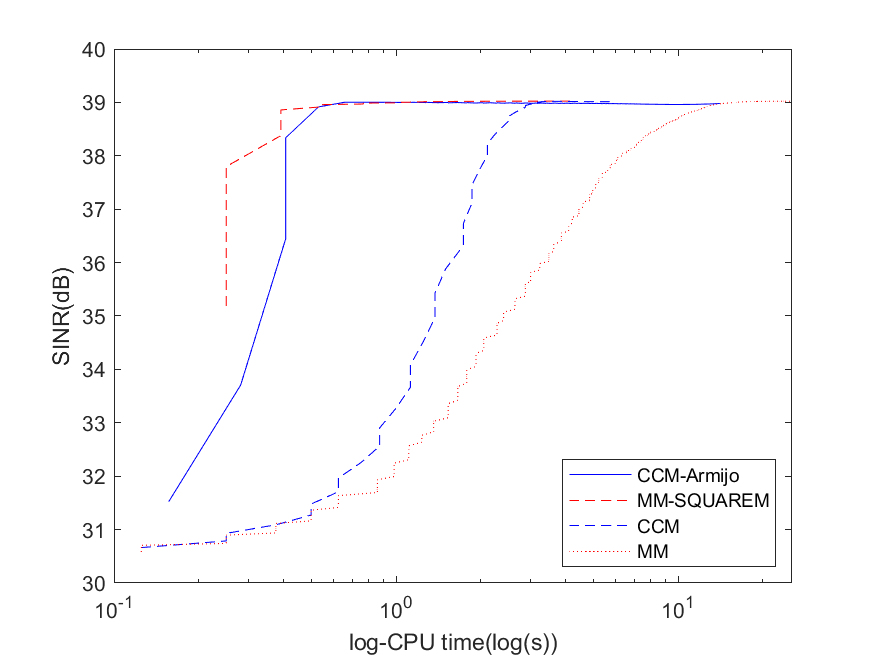 40
39
38
37
36
35
34
33
32
31
30
SINR(dB)
10^-1
10^0
10^1
log-CPU time(log(s))
CCM-Armijo
MM-SQUAREM
CCM
MM